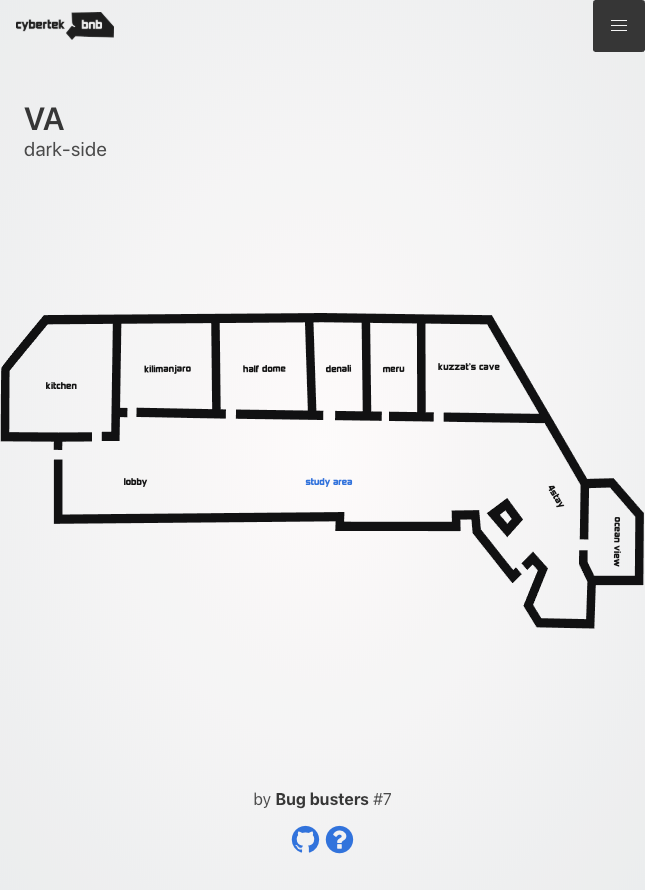 cybertek bnb
VA
dark-side
kitchen
kilimanjaro
half dome
denali
meru
kuzzat's cave
lobby
study area
4stay
ocean view
by Bug busters #7
?